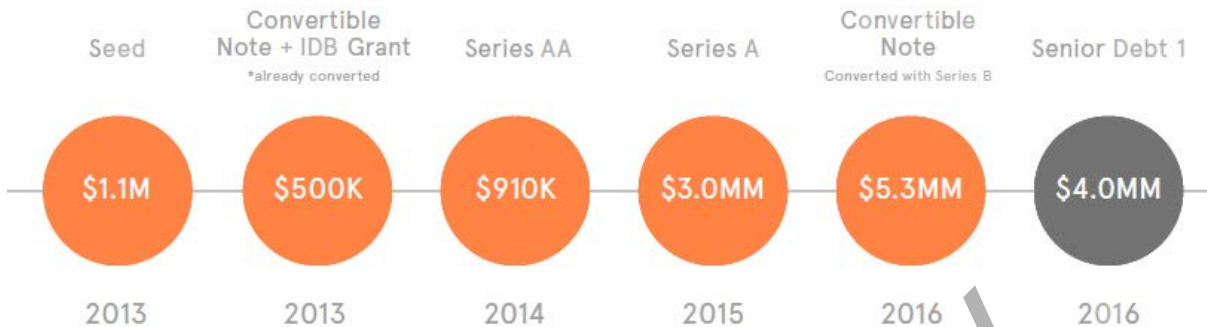 Seed
Convertible
Note + IDB Grant
*already converted
Series AA
Series A
Convertible
Note
Converted with Series B
Senior Debt 1
$1.1M
$500K
$910K
$3.0MM
$5.3MM
$4.0MM
2013
2013
2014
2015
2016
2016